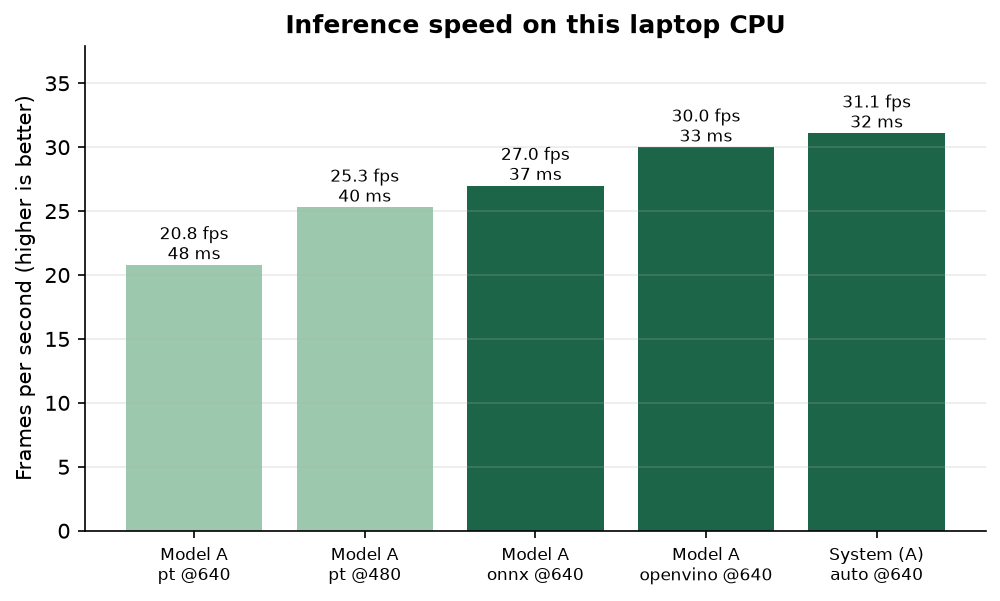 Inference speed on this laptop CPU
Frames per second (higher is better)
35
30
25
20
15
10
5
0
20.8 fps
48 ms
25.3 fps
40 ms
27.0 fps
37 ms
30.0 fps
33 ms
31.1 fps
32 ms
Model A
pt @640
Model A
pt @480
Model A
onnx @640
Model A
openvino @640
System (A)
auto @640